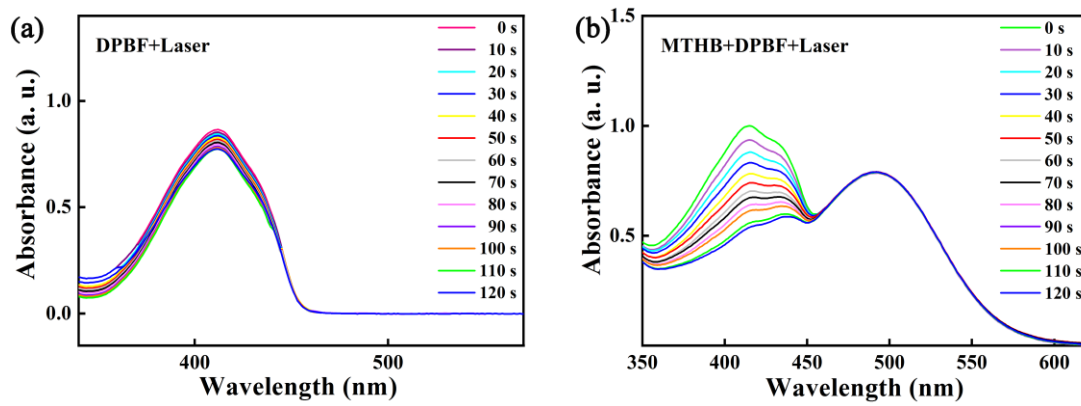 (a)
DPBF+Laser
0 s
10 s
20 s
30 s
40 s
50 s
60 s
70 s
80 s
90 s
100 s
110 s
120 s
1.0
0.5
0.0
Absorbance (a. u.)
400
500
Wavelength (nm)
(b)
MTHB+DPBF+Laser
0 s
10 s
20 s
30 s
40 s
50 s
60 s
70 s
80 s
90 s
100 s
110 s
120 s
1.5
1.0
0.5
Absorbance (a. u.)
350
400
450
500
550
600
Wavelength (nm)